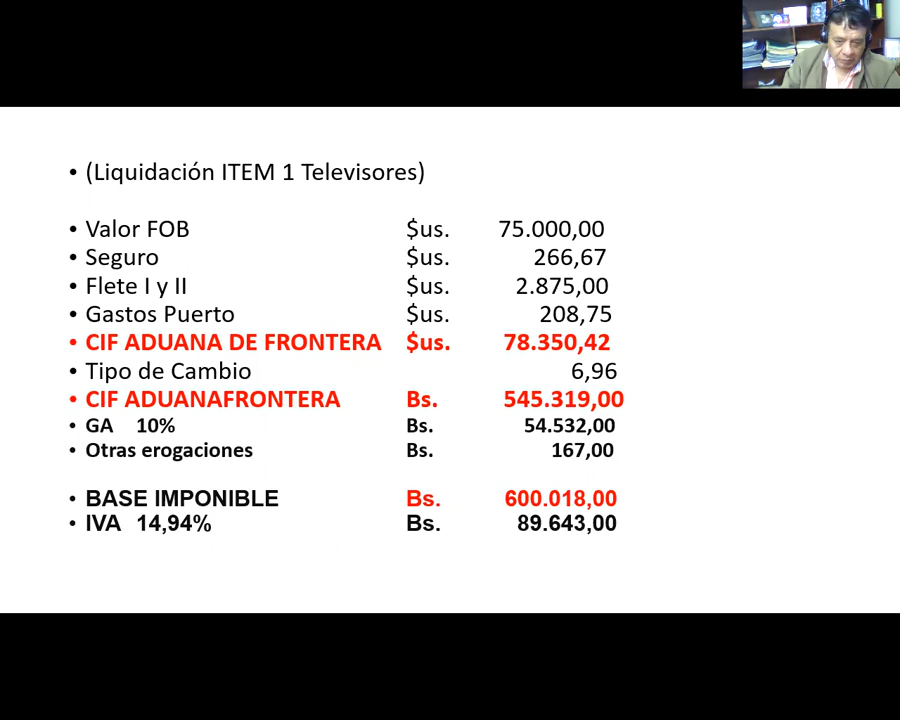 • (Liquidación ITEM 1 Televisores)
• Valor FOB $us. 75.000,00
• Seguro $us. 266,67
• Flete I y II $us. 2.875,00
• Gastos Puerto $us. 208,75
• CIF ADUANA DE FRONTERA $us. 78.350,42
• Tipo de Cambio 6,96
• CIF ADUANAFRONTERA Bs. 545.319,00
• GA 10% Bs. 54.532,00
• Otras erogaciones Bs. 167,00
• BASE IMPONIBLE Bs. 600.018,00
• IVA 14,94% Bs. 89.643,00